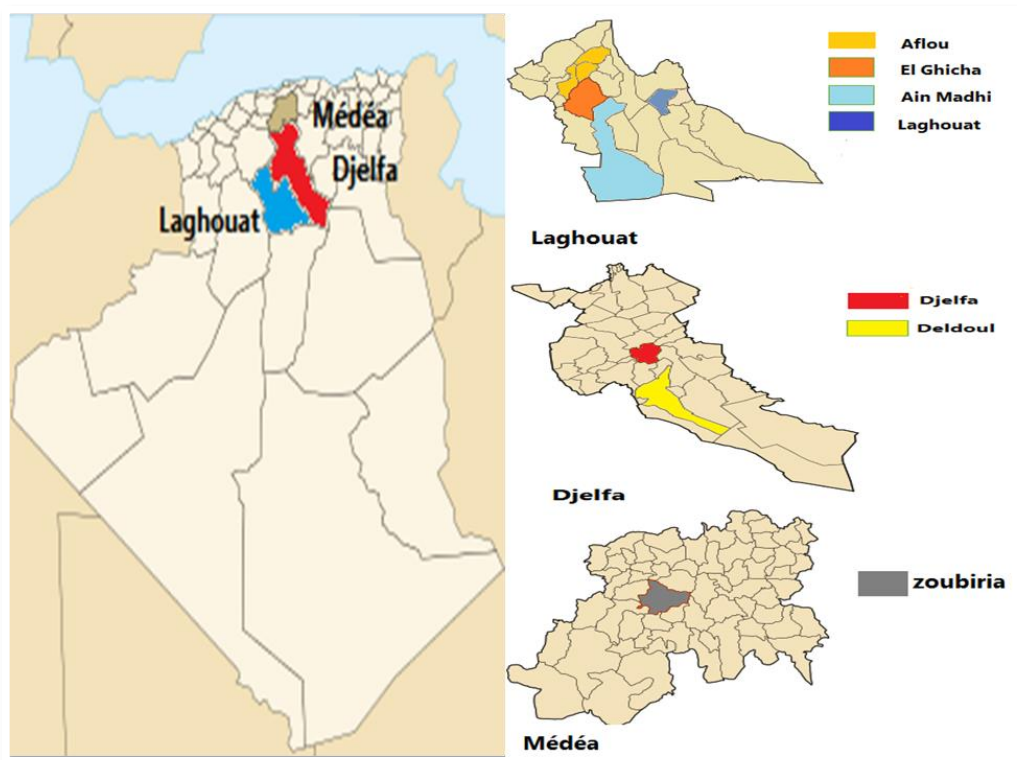 Médéa
Djelfa
Laghouat
Aflou
El Ghicha
Ain Madhi
Laghouat
Laghouat
Djelfa
Deldoul
Djelfa
zoubiria
Médéa